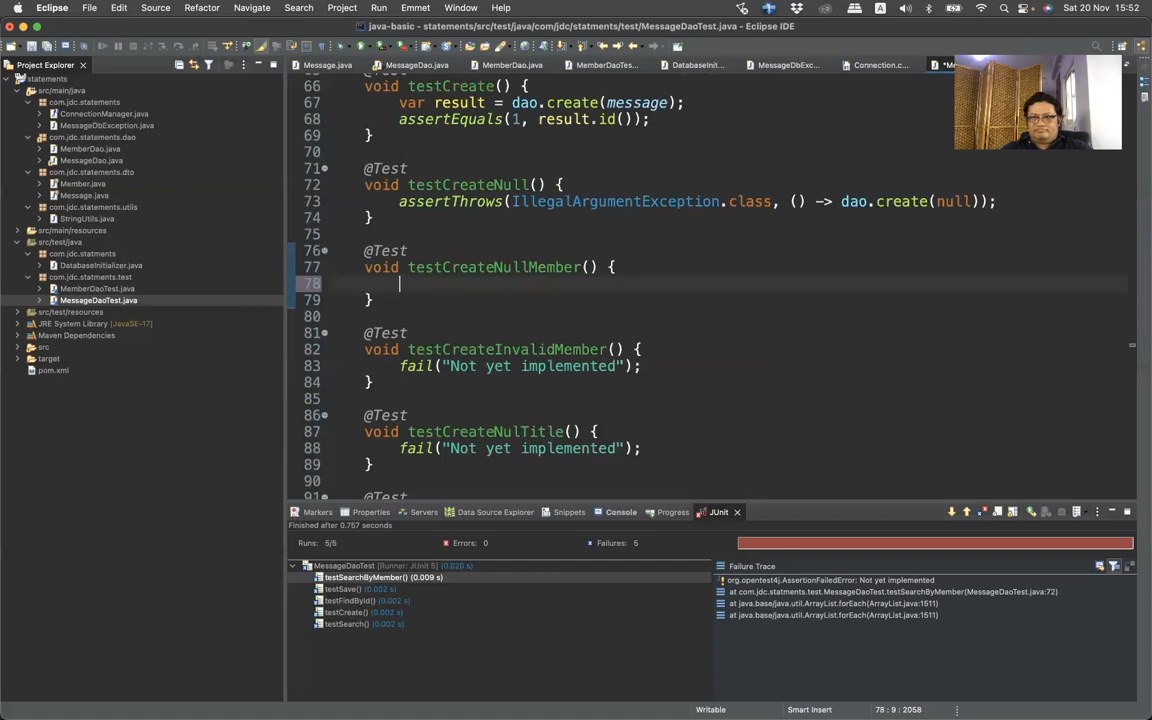 Eclipse File Edit Source Refactor Navigate Search Project Run Emmet Window Help
A Sat 20 Nov 15:52
java-basic - statements/src/test/java/com/jdc/statments/test/MessageDaoTest.java - Eclipse IDE
Project Explorer
Message.java MessageDao.java MemberDao.java MemberDaoTes... DatabaseInitializ... MessageDbExc... Connection.c...
statements
src/main/java
com.jdc.statements
ConnectionManager.java
MessageDbException.java
com.jdc.statements.dao
MemberDao.java
MessageDao.java
com.jdc.statements.dto
Member.java
Message.java
com.jdc.statements.utils
StringUtils.java
src/main/resources
src/test/java
com.jdc.statments
DatabaseInitializer.java
com.jdc.statments.test
MemberDaoTest.java
MessageDaoTest.java
src/test/resources
JRE System Library [JavaSE-17]
Maven Dependencies
src
target
pom.xml
66 void testCreate() {
67 var result = dao.create(message);
68 assertEquals(1, result.id());
69 }
70
71 @Test
72 void testCreateNull() {
73 assertThrows(IllegalArgumentException.class, () -> dao.create(null));
74 }
75
76 @Test
77 void testCreateNullMember() {
78
79 }
80
81 @Test
82 void testCreateInvalidMember() {
83 fail("Not yet implemented");
84 }
85
86 @Test
87 void testCreateNulTitle() {
88 fail("Not yet implemented");
89 }
90
91 @Test
Markers Properties Servers Data Source Explorer Snippets Console Progress JUnit
Finished after 0.757 seconds
Runs: 5/5 Errors: 0 Failures: 5
MessageDaoTest [Runner: JUnit 5] (0.020 s)
testSearchByMember() (0.009 s)
testSave() (0.002 s)
testFindById() (0.002 s)
testCreate() (0.002 s)
testSearch() (0.002 s)
Failure Trace
org.opentest4j.AssertionFailedError: Not yet implemented
at com.jdc.statments.test.MessageDaoTest.testSearchByMember(MessageDaoTest.java:72)
at java.base/java.util.ArrayList.forEach(ArrayList.java:1511)
at java.base/java.util.ArrayList.forEach(ArrayList.java:1511)
Writable Smart Insert 78 : 9 : 2058